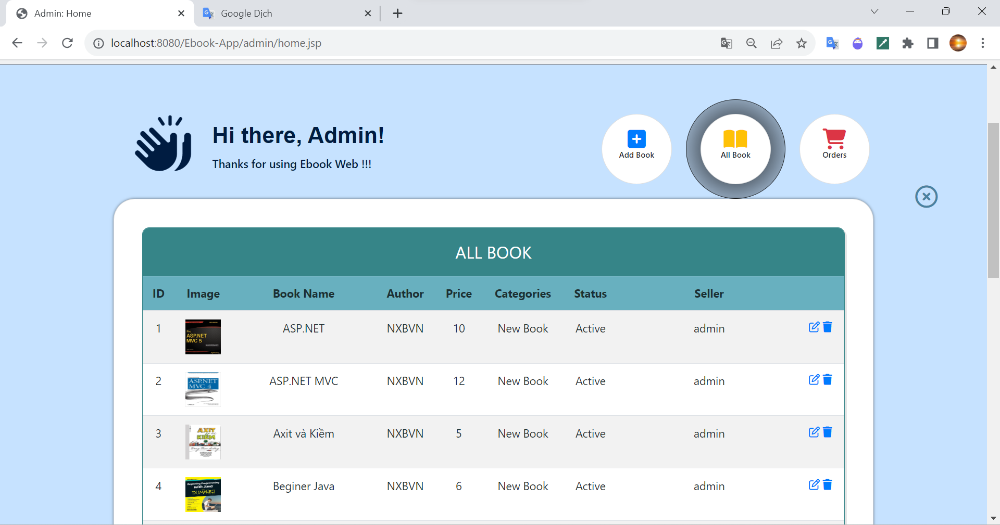 Admin: Home
Google Dịch
localhost:8080/Ebook-App/admin/home.jsp
Hi there, Admin!
Thanks for using Ebook Web !!!
Add Book
All Book
Orders
ALL BOOK
ID Image Book Name Author Price Categories Status Seller
1 ASP.NET NXBVN 10 New Book Active admin
Pro
ASP.NET
MVC 5
2 ASP.NET MVC NXBVN 12 New Book Active admin
ASP.NET
MVC 4
3 Axit và Kiềm NXBVN 5 New Book Active admin
AXIT
KIỀM
4 Beginer Java NXBVN 6 New Book Active admin
Beginning Programming
with Java
DUMMIES